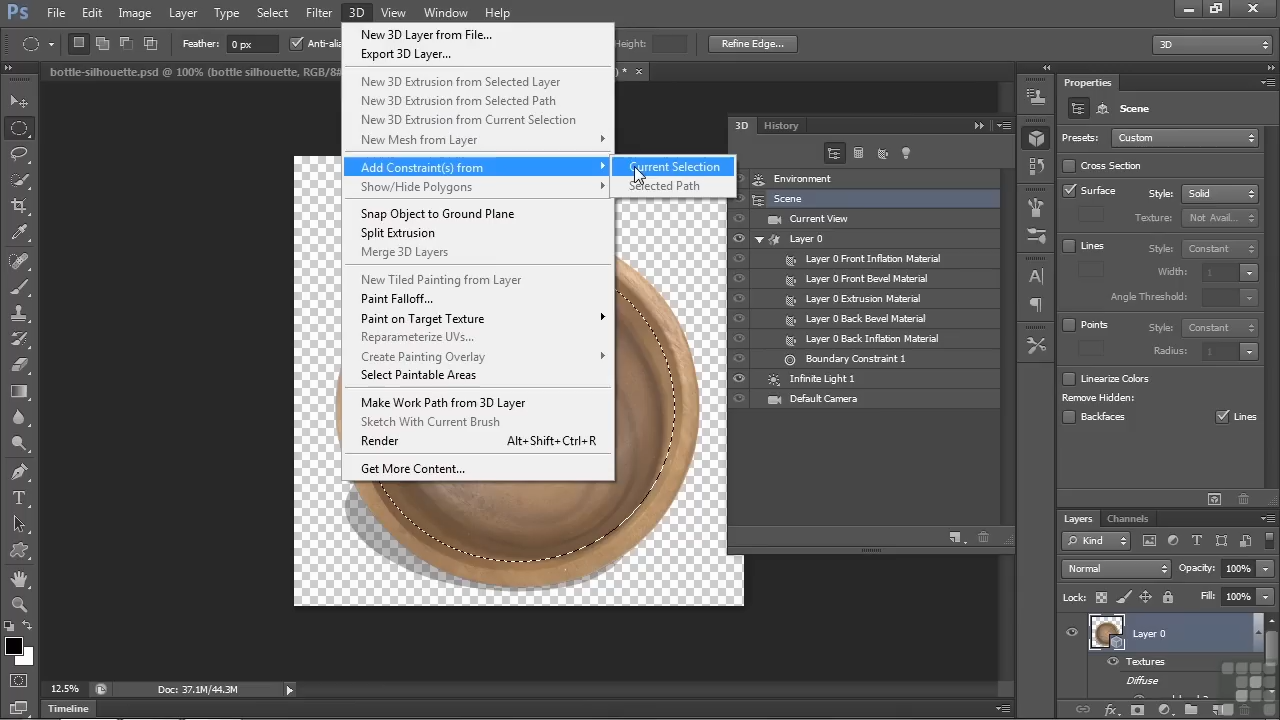 Ps File Edit Image Layer Type Select Filter 3D View Window Help
Feather: 0 px Anti-alia Height: Refine Edge... 3D
bottle-silhouette.psd @ 100% (bottle silhouette, RGB/8# ) * ×
New 3D Layer from File...
Export 3D Layer...
New 3D Extrusion from Selected Layer
New 3D Extrusion from Selected Path
New 3D Extrusion from Current Selection
New Mesh from Layer
Add Constraint(s) from
Show/Hide Polygons
Snap Object to Ground Plane
Split Extrusion
Merge 3D Layers
New Tiled Painting from Layer
Paint Falloff...
Paint on Target Texture
Reparameterize UVs...
Create Painting Overlay
Select Paintable Areas
Make Work Path from 3D Layer
Sketch With Current Brush
Render Alt+Shift+Ctrl+R
Get More Content...
Current Selection
Selected Path
3D History
Environment
Scene
Current View
Layer 0
Layer 0 Front Inflation Material
Layer 0 Front Bevel Material
Layer 0 Extrusion Material
Layer 0 Back Bevel Material
Layer 0 Back Inflation Material
Boundary Constraint 1
Infinite Light 1
Default Camera
Properties
Scene
Presets: Custom
Cross Section
Surface Style: Solid
Texture: Not Avail...
Lines Style: Constant
Width: 1
Angle Threshold:
Points Style: Constant
Radius: 1
Linearize Colors
Remove Hidden:
Backfaces Lines
Layers Channels
Kind
Normal Opacity: 100%
Lock: Fill: 100%
Layer 0
Textures
Diffuse
12.5% Doc: 37.1M/44.3M
Timeline